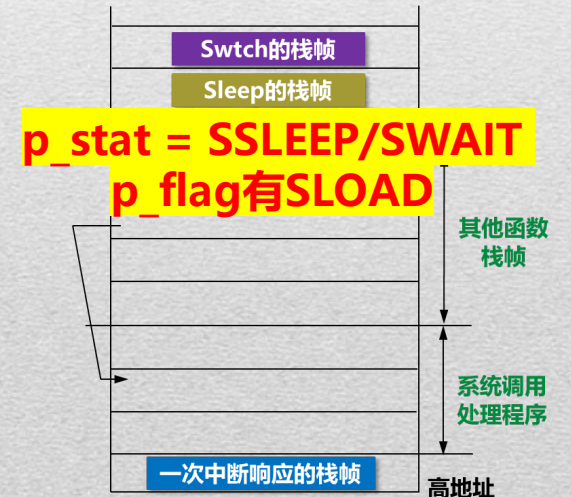 Swtch的栈帧
Sleep的栈帧
p_stat = SSLEEP/SWAIT
p_flag有SLOAD
其他函数
栈帧
系统调用
处理程序
一次中断响应的栈帧
高地址